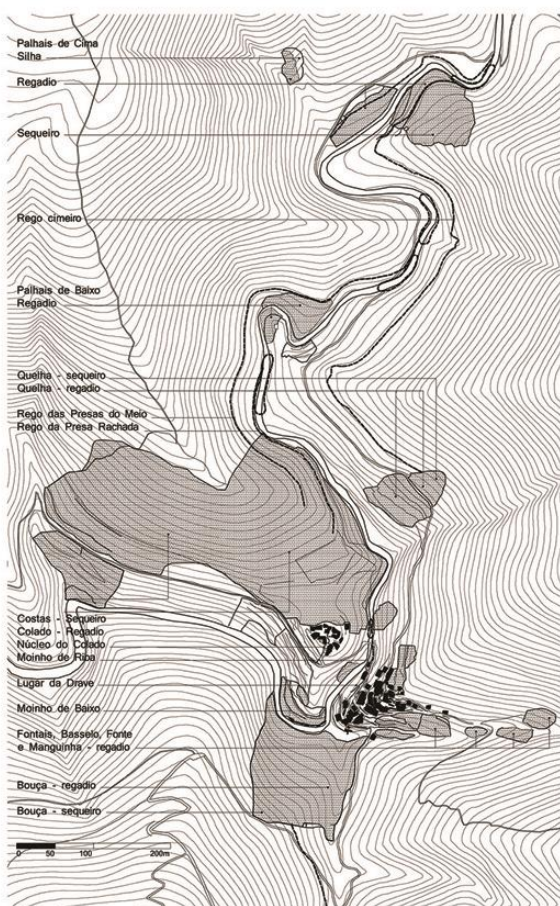 Palhais de Cima
Silha
Regadio
Sequeiro
Rego cimeiro
Palhais de Baixo
Regadio
Quelha - sequeiro
Quelha - regadio
Rego das Presas do Meio
Rego da Presa Rachada
Costas - Sequeiro
Colado - Regadio
Núcleo do Colado
Moinho de Riba
Lugar da Drave
Moinho de Baixo
Fontais, Basselo, Fonte
e Manguinha - regadio
Bouça - regadio
Bouça - sequeiro
0 50 100 200m